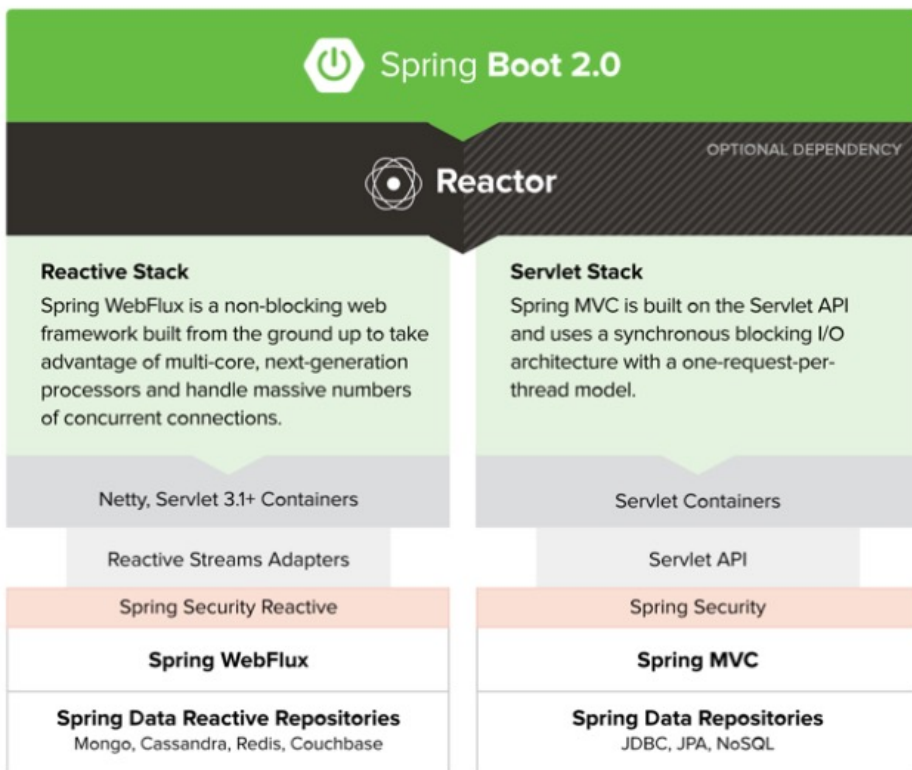 Spring Boot 2.0
OPTIONAL DEPENDENCY
Reactor
Reactive Stack
Spring WebFlux is a non-blocking web
framework built from the ground up to take
advantage of multi-core, next-generation
processors and handle massive numbers
of concurrent connections.
Servlet Stack
Spring MVC is built on the Servlet API
and uses a synchronous blocking I/O
architecture with a one-request-per-
thread model.
Netty, Servlet 3.1+ Containers
Servlet Containers
Reactive Streams Adapters
Servlet API
Spring Security Reactive
Spring Security
Spring WebFlux
Spring MVC
Spring Data Reactive Repositories
Mongo, Cassandra, Redis, Couchbase
Spring Data Repositories
JDBC, JPA, NoSQL